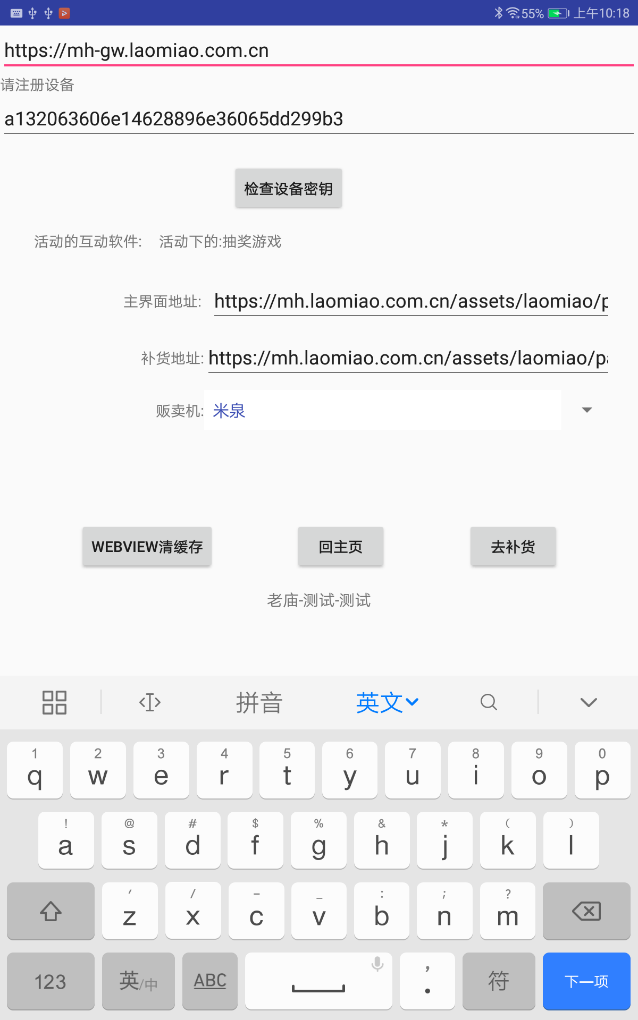 55% 上午10:18
https://mh-gw.laomiao.com.cn
请注册设备
a132063606e14628896e36065dd299b3
检查设备密钥
活动的互动软件: 活动下的:抽奖游戏
主界面地址: https://mh.laomiao.com.cn/assets/laomiao/p
补货地址: https://mh.laomiao.com.cn/assets/laomiao/pa
贩卖机: 米泉
WEBVIEW清缓存 回主页 去补货
老庙-测试-测试
拼音 英文
1 2 3 4 5 6 7 8 9 0
q w e r t y u i o p
! @ # $ % & * ( )
a s d f g h j k l
' / - _ : ; ?
z x c v b n m
123 英/中 ABC , . 符 下一项